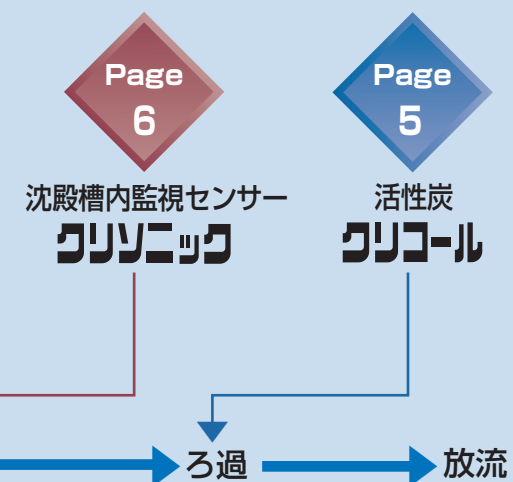 Page
6
沈殿槽内監視センサー
クリソニック
Page
5
活性炭
クリコール
ろ過
放流